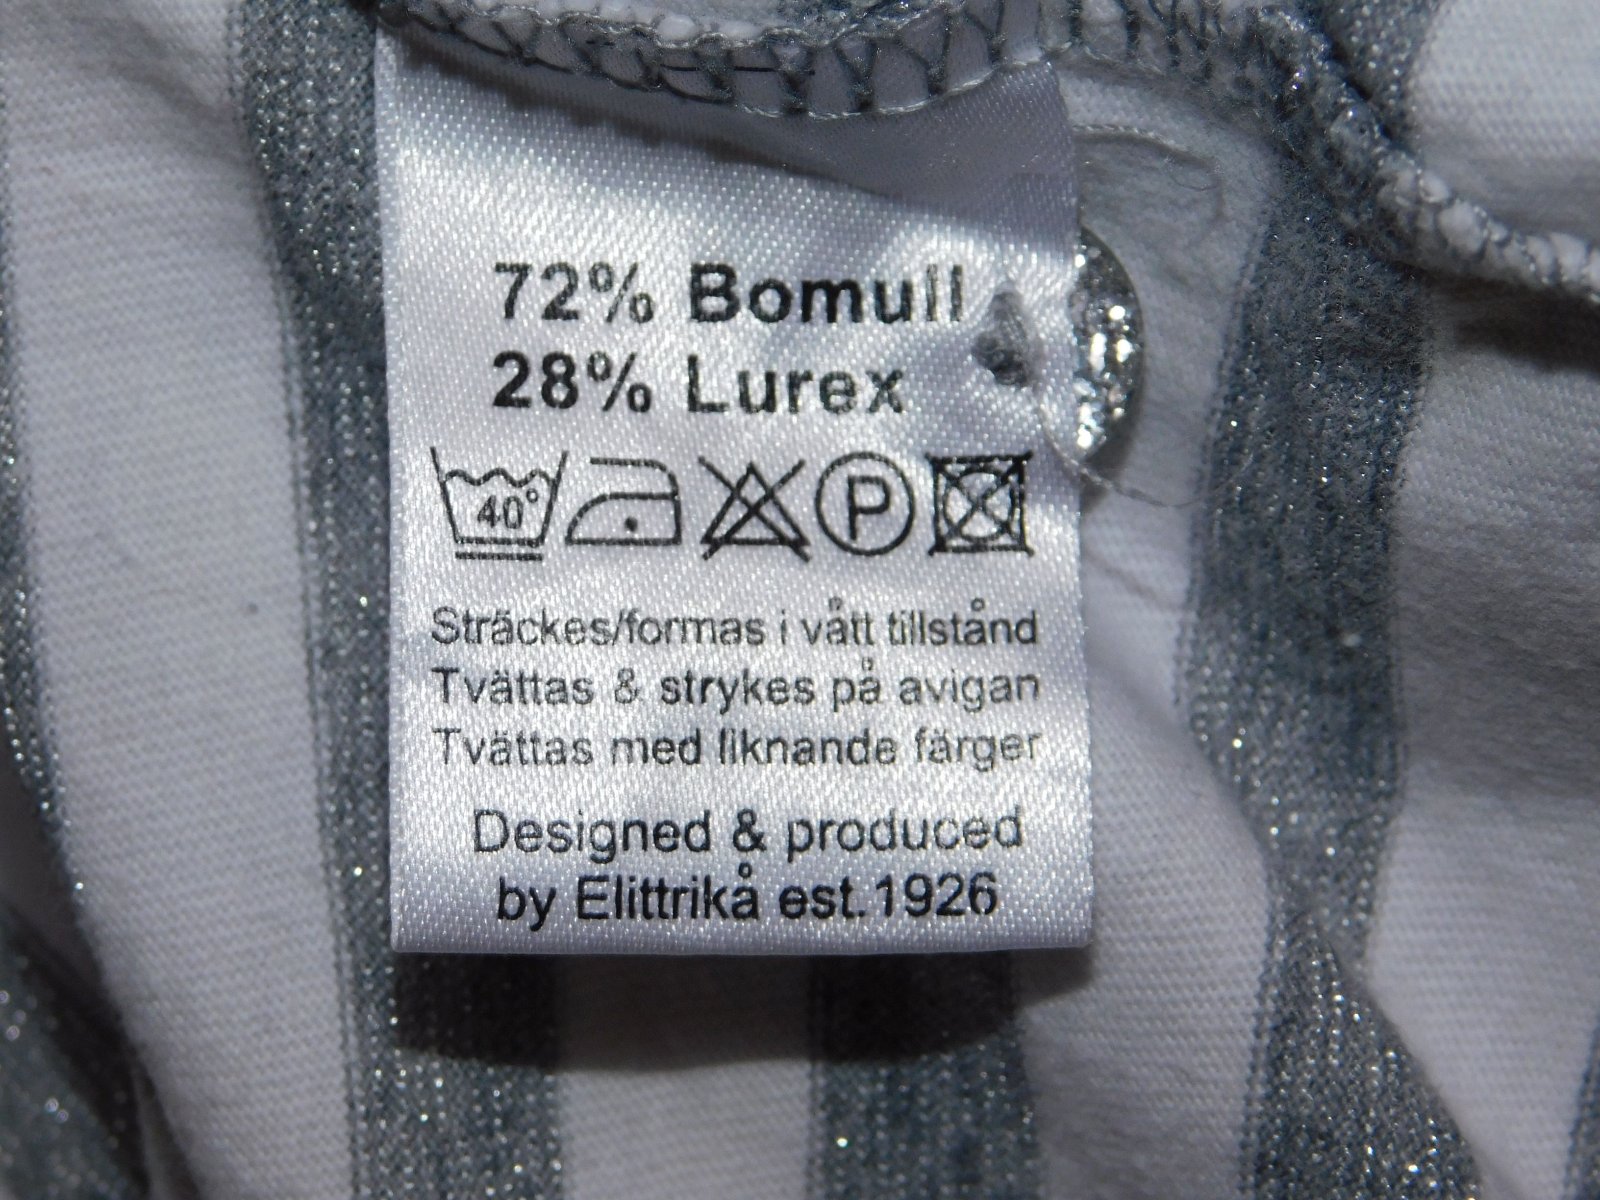 72% Bomull
28% Lurex
40°
P
Sträckes/formas i vått tillstånd
Tvättas & strykes på avigan
Tvättas med liknande färger
Designed & produced
by Elittrikå est.1926